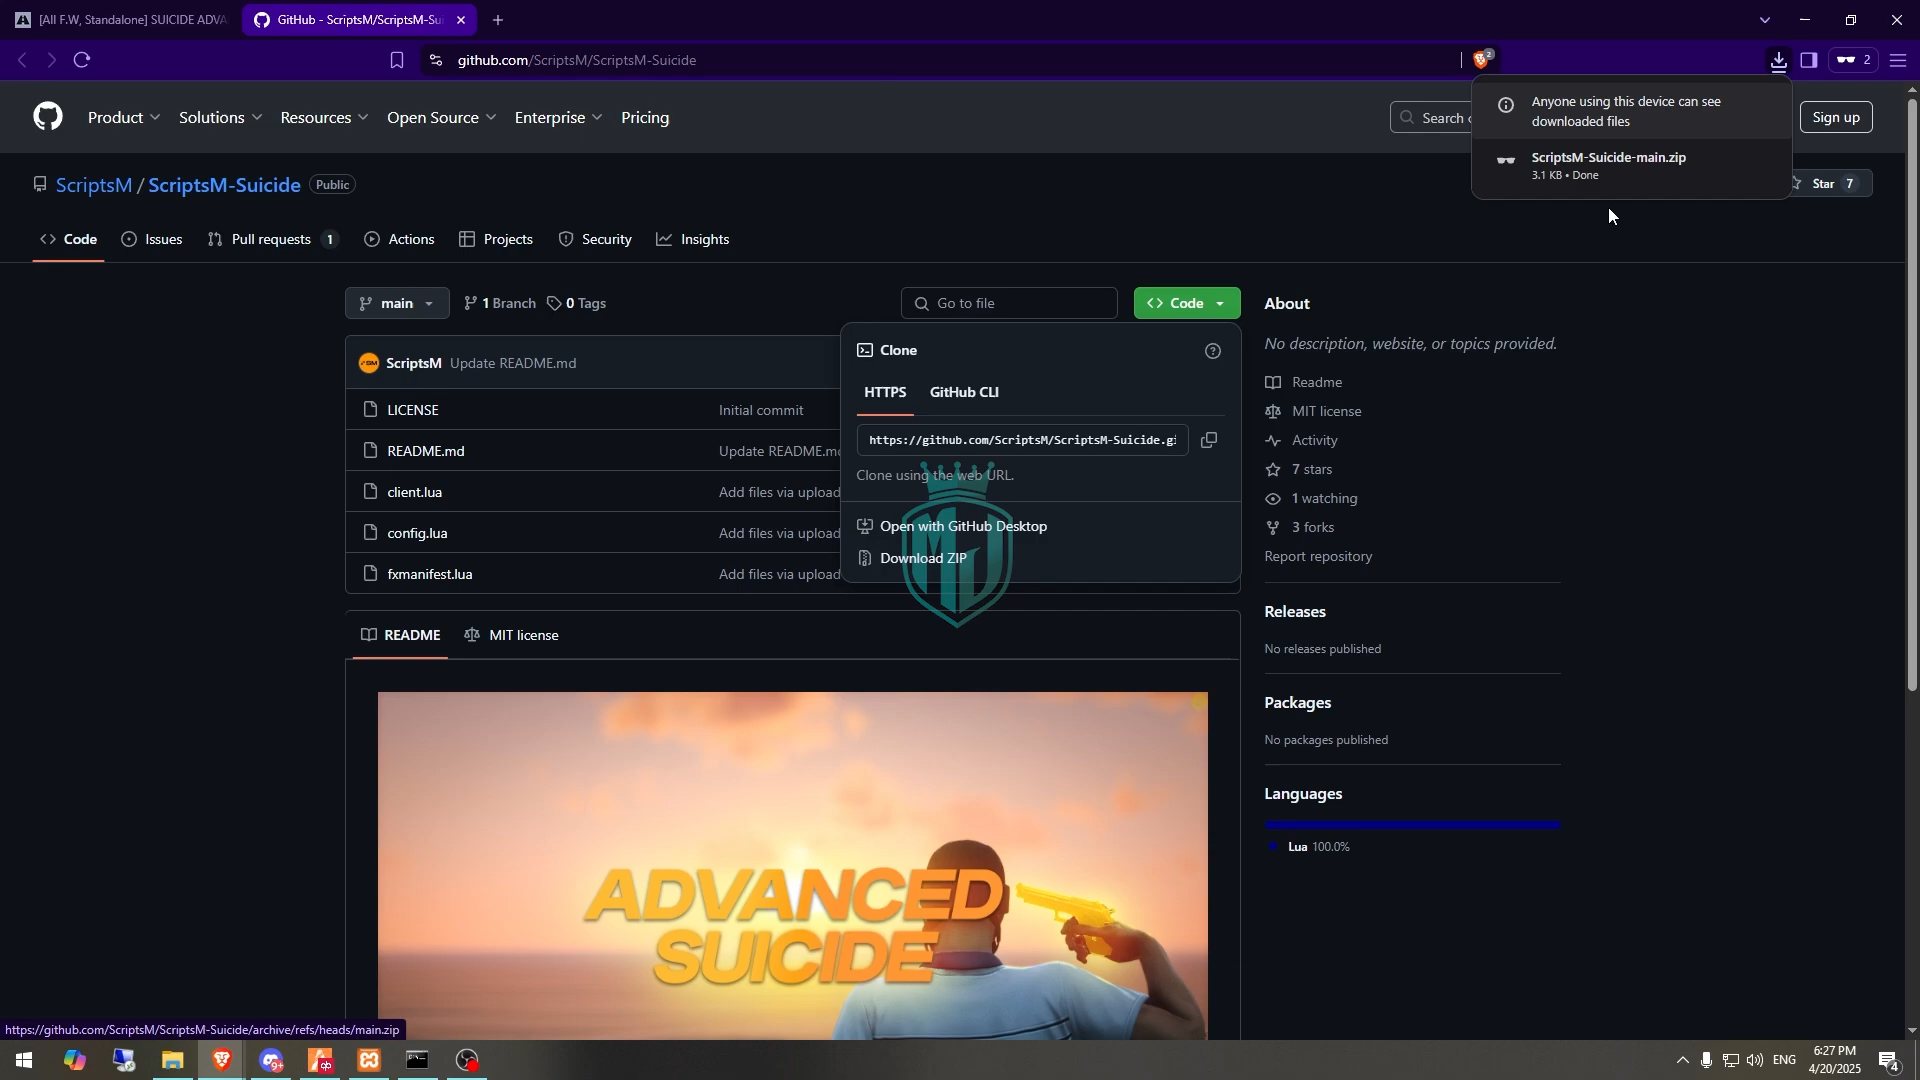 [All F.W, Standalone] SUICIDE ADVA
GitHub - ScriptsM/ScriptsM-Sui
github.com/ScriptsM/ScriptsM-Suicide
2
2
Anyone using this device can see
downloaded files
ScriptsM-Suicide-main.zip
3.1 KB • Done
Product
Solutions
Resources
Open Source
Enterprise
Pricing
Search
Sign up
ScriptsM / ScriptsM-Suicide Public
Star 7
Code
Issues
Pull requests 1
Actions
Projects
Security
Insights
main
1 Branch
0 Tags
Go to file
Code
ScriptsM Update README.md
LICENSE Initial commit
README.md Update README.m
client.lua Add files via upload
config.lua Add files via upload
fxmanifest.lua Add files via upload
Clone
HTTPS
GitHub CLI
https://github.com/ScriptsM/ScriptsM-Suicide.gi
Clone using the web URL.
Open with GitHub Desktop
Download ZIP
About
No description, website, or topics provided.
Readme
MIT license
Activity
7 stars
1 watching
3 forks
Report repository
Releases
No releases published
Packages
No packages published
Languages
Lua 100.0%
README
MIT license
ADVANCED
SUICIDE
https://github.com/ScriptsM/ScriptsM-Suicide/archive/refs/heads/main.zip
ENG
6:27 PM
4/20/2025
4